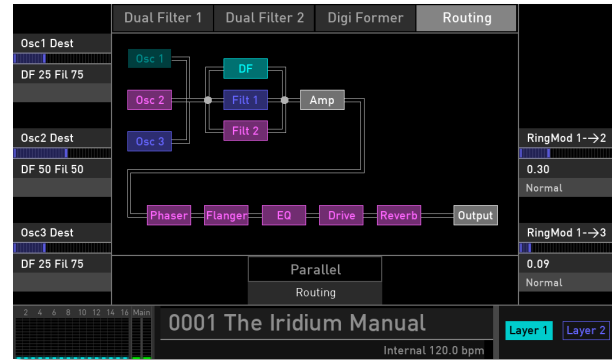 Dual Filter 1 Dual Filter 2 Digi Former Routing
Osc1 Dest
DF 25 Fil 75
Osc2 Dest
DF 50 Fil 50
Osc3 Dest
DF 25 Fil 75
Osc 1
DF
Osc 2 Filt 1 Amp
Filt 2
Osc 3
Phaser Flanger EQ Drive Reverb Output
Parallel
Routing
RingMod 1-->2
0.30
Normal
RingMod 1-->3
0.09
Normal
2 4 6 8 10 12 14 16 Main
0001 The Iridium Manual
Internal 120.0 bpm
Layer 1 Layer 2